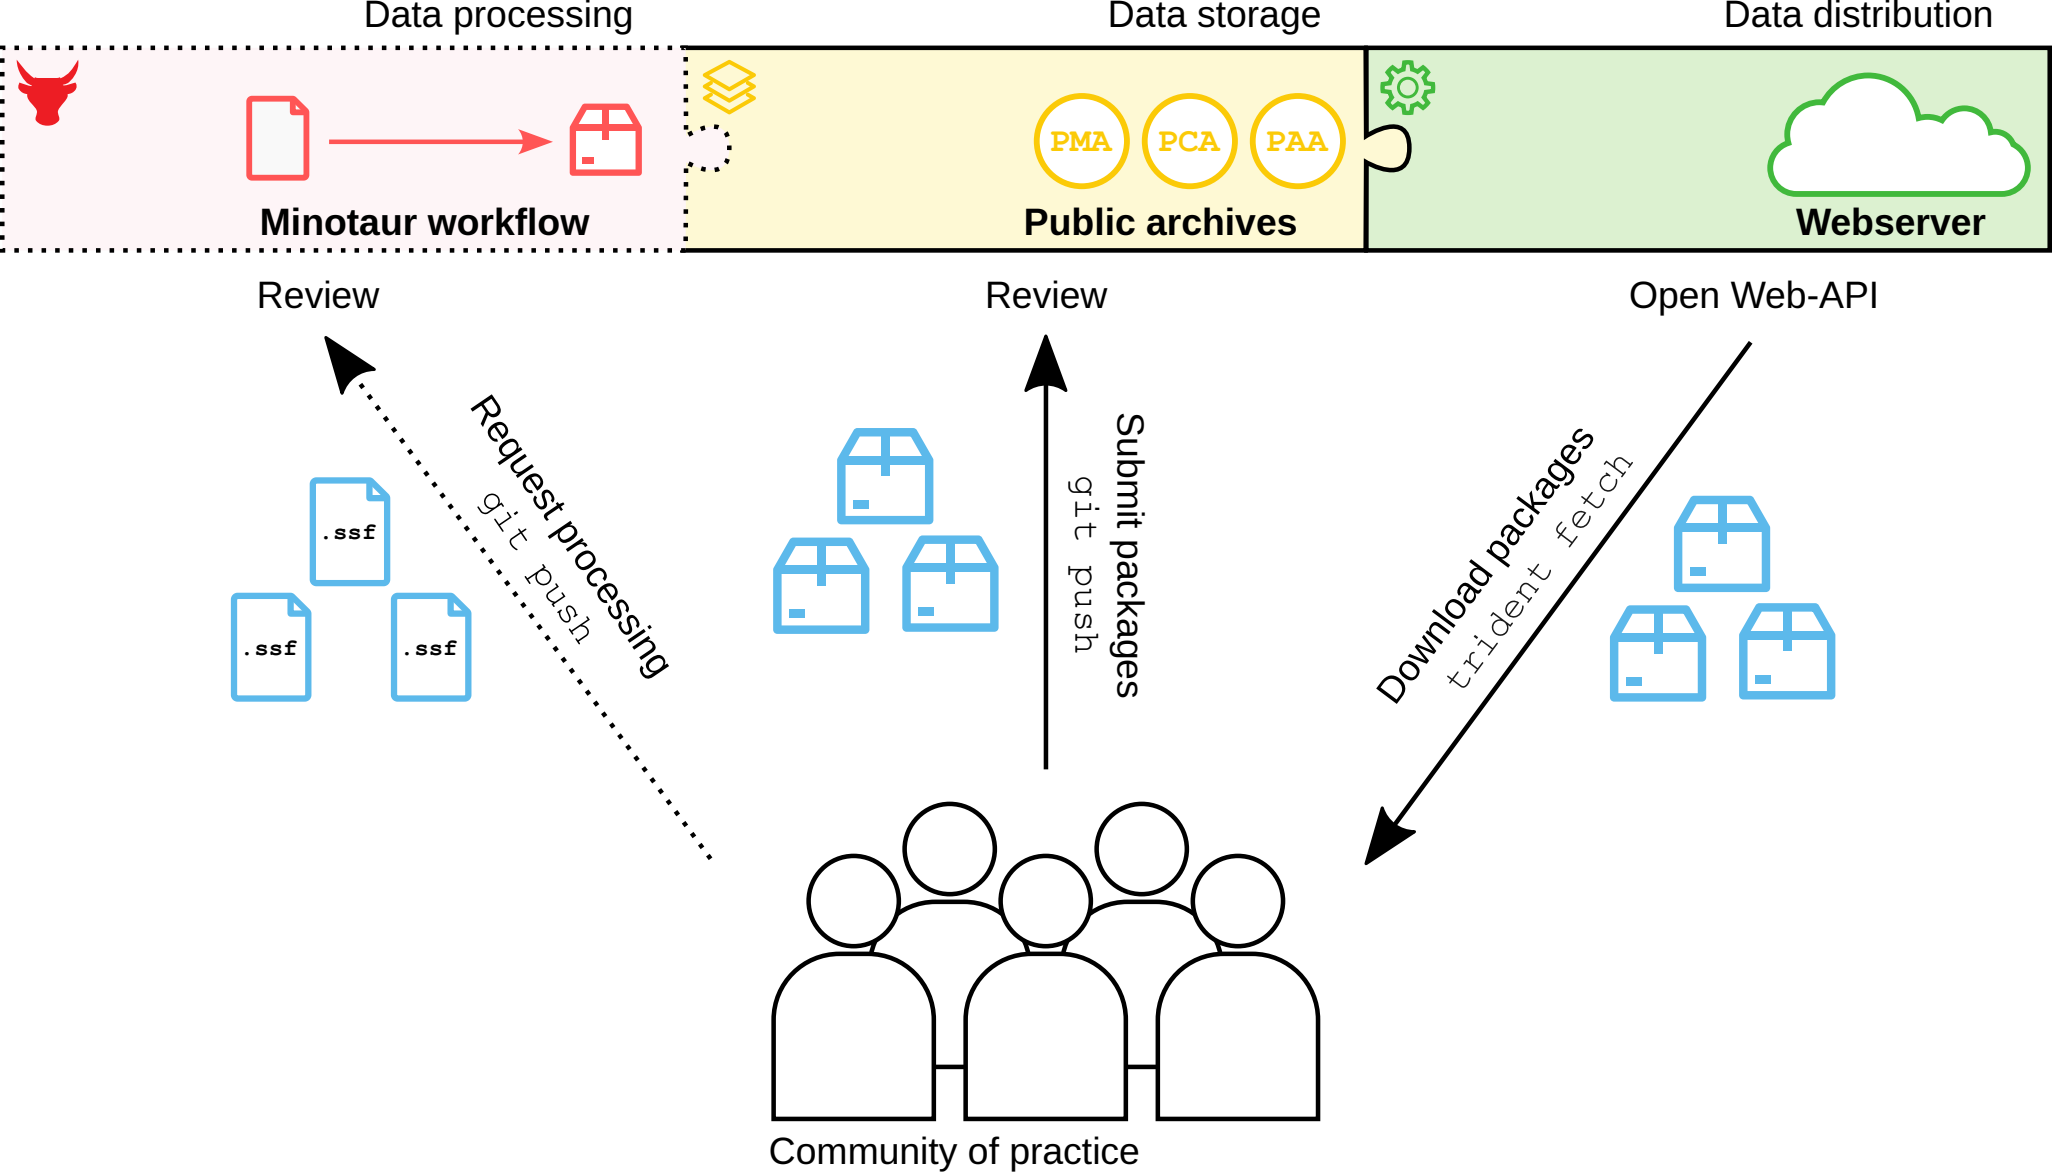 Data processing
Data storage
Data distribution
PMA
PCA
PAA
Minotaur workflow
Public archives
Webserver
Review
Review
Open Web-API
Request processing
git push
Submit packages
git push
Download packages
trident fetch
.ssf
.ssf
.ssf
Community of practice